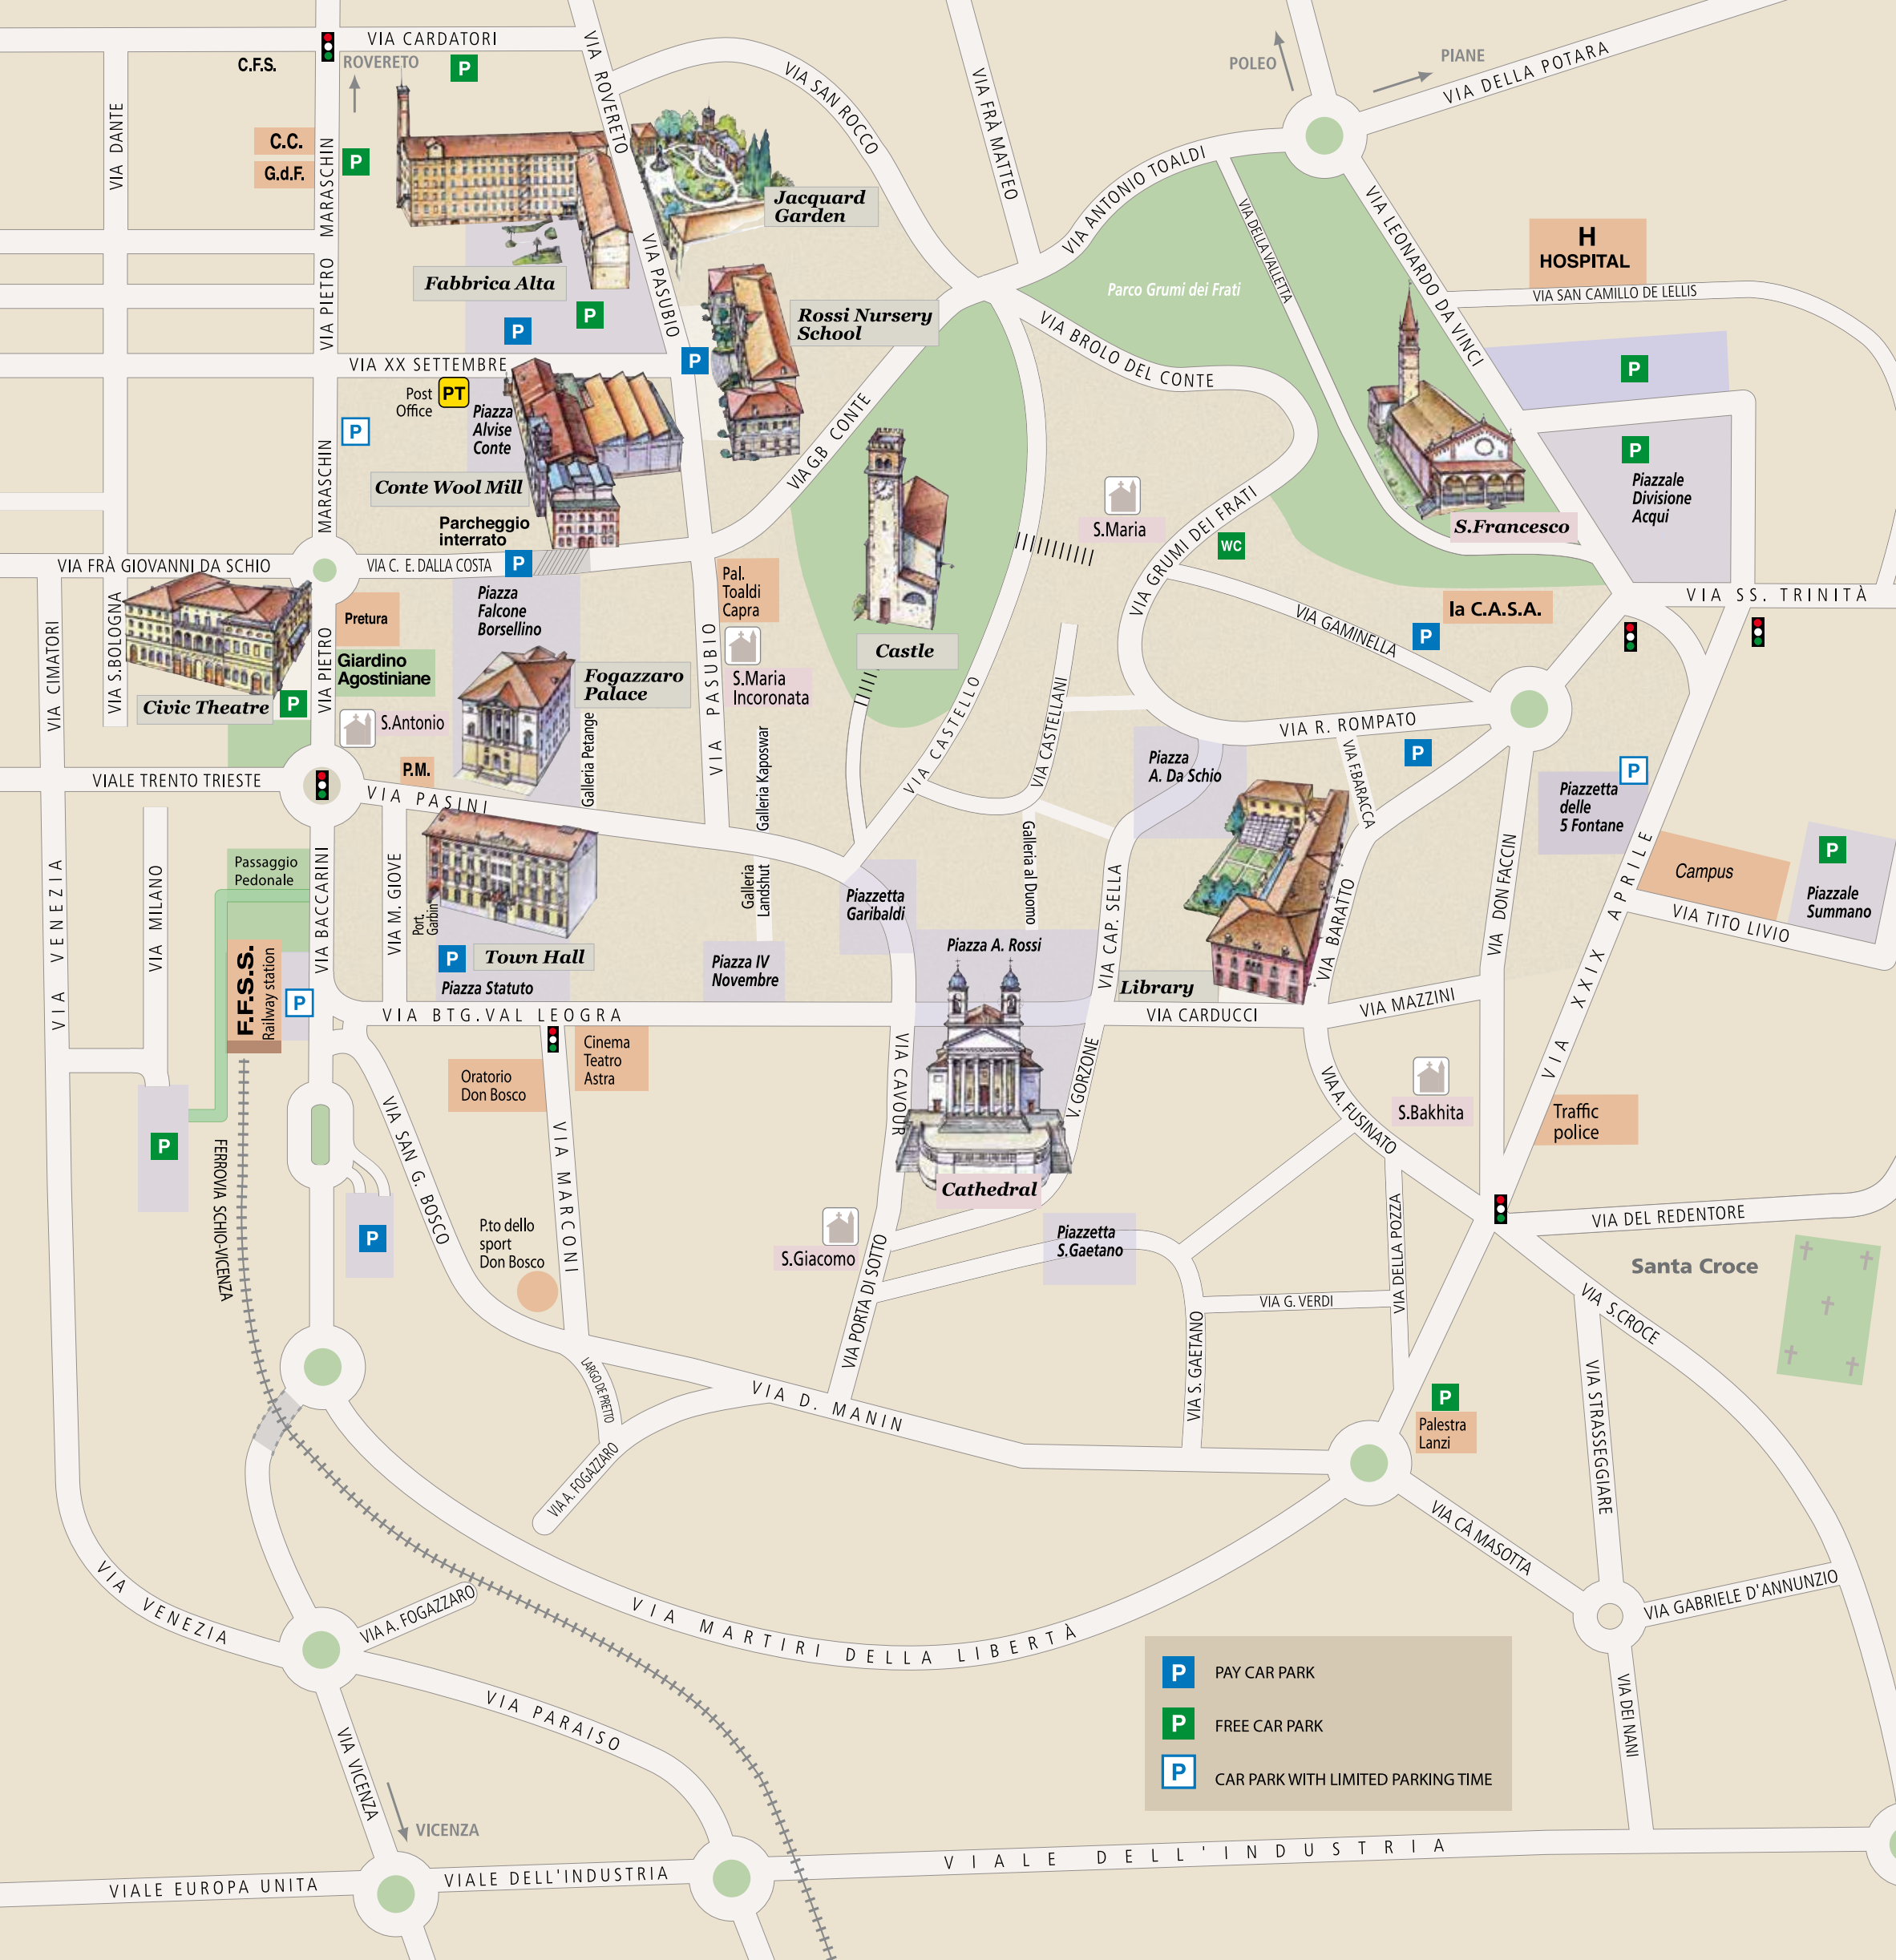 VIA CARDATORI
C.F.S.
ROVERETO
P
VIA ROVERETO
VIA SAN ROCCO
VIA FRÀ MATTEO
POLEO
PIANE
VIA DELLA POTARA
VIA DANTE
C.C.
G.d.F.
P
VIA PIETRO MARASCHIN
Jacquard
Garden
VIA ANTONIO TOALDI
VIA DELLA VALLETTA
VIA LEONARDO DA VINCI
H
HOSPITAL
VIA SAN CAMILLO DE LELLIS
Fabbrica Alta
P
P
VIA PASUBIO
Parco Grumi dei Frati
Rossi Nursery
School
P
VIA BROLO DEL CONTE
VIA XX SETTEMBRE
Post
Office
PT
Piazza
Alvise
Conte
P
P
P
Piazzale
Divisione
Acqui
VIA G.B CONTE
MARASCHIN
Conte Wool Mill
Parcheggio
interrato
S.Maria
VIA GRUMI DEI FRATI
WC
S.Francesco
VIA FRÀ GIOVANNI DA SCHIO
VIA C. E. DALLA COSTA
P
Pal.
Toaldi
Capra
VIA SS. TRINITÀ
la C.A.S.A.
P
VIA GAMINELLA
VIA CIMATORI
VIA S.BOLOGNA
VIA PIETRO
Pretura
Piazza
Falcone
Borsellino
Giardino
Agostiniane
Civic Theatre
P
S.Antonio
Fogazzaro
Palace
Galleria Petange
VIA PASUBIO
S.Maria
Incoronata
Galleria Kaposwar
Castle
VIA CASTELLO
VIA CASTELLANI
VIA R. ROMPATO
P
VIA F.BARACCA
Piazza
A. Da Schio
P
Piazzetta
delle
5 Fontane
VIALE TRENTO TRIESTE
P.M.
VIA PASINI
Passaggio
Pedonale
VIA VENEZIA
VIA MILANO
VIA BACCARINI
VIA M. GIOVE
Port.
Garbin
P
Town Hall
Piazza Statuto
Galleria
Landshut
Piazza IV
Novembre
Piazzetta
Garibaldi
Galleria al Duomo
Piazza A. Rossi
VIA CAP. SELLA
Library
VIA BARATTO
VIA DON FACCIN
VIA XXIX APRILE
Campus
P
Piazzale
Summano
VIA TITO LIVIO
F.F.S.S.
Railway station
P
VIA BTG.VAL LEOGRA
VIA CARDUCCI
VIA MAZZINI
Cinema
Teatro
Astra
Oratorio
Don Bosco
VIA CAVOUR
V. GORZONE
VIA A. FUSINATO
S.Bakhita
Traffic
police
P
FERROVIA SCHIO-VICENZA
P
VIA SAN G. BOSCO
VIA MARCONI
P.to dello
sport
Don Bosco
Cathedral
S.Giacomo
VIA PORTA DI SOTTO
Piazzetta
S.Gaetano
VIA G. VERDI
VIA DELLA POZZA
VIA S. GAETANO
VIA DEL REDENTORE
Santa Croce
VIA S.CROCE
LARGO DE PRETTO
VIA D. MANIN
VIA A. FOGAZZARO
P
Palestra
Lanzi
VIA STRASSEGGIARE
VIA CÀ MASOTTA
VIA GABRIELE D'ANNUNZIO
VIA VENEZIA
VIA A. FOGAZZARO
VIA MARTIRI DELLA LIBERTÀ
VIA PARAISO
VIA VICENZA
VICENZA
VIA DEI NANI
P PAY CAR PARK
P FREE CAR PARK
P CAR PARK WITH LIMITED PARKING TIME
VIALE EUROPA UNITA
VIALE DELL'INDUSTRIA
VIALE DELL'INDUSTRIA